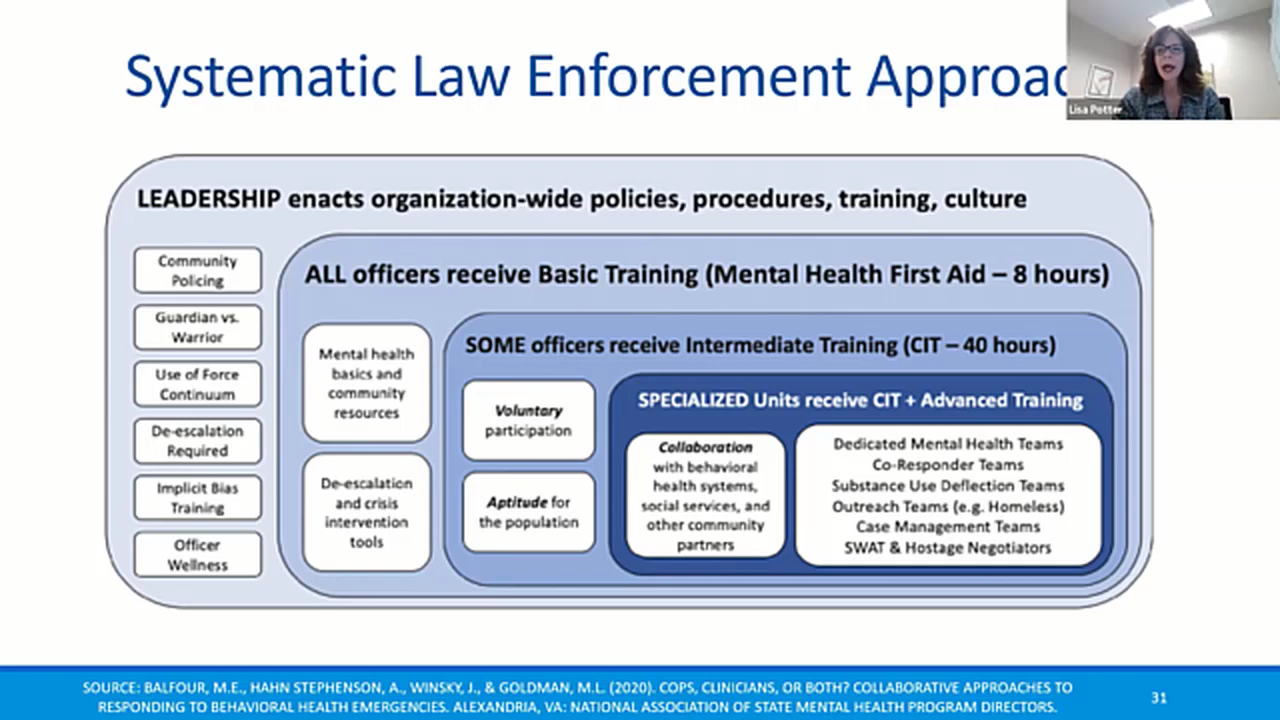 Systematic Law Enforcement Approac
Lisa Potter
LEADERSHIP enacts organization-wide policies, procedures, training, culture
Community
Policing
Guardian vs.
Warrior
Use of Force
Continuum
De-escalation
Required
Implicit Bias
Training
Officer
Wellness
ALL officers receive Basic Training (Mental Health First Aid – 8 hours)
Mental health
basics and
community
resources
De-escalation
and crisis
intervention
tools
SOME officers receive Intermediate Training (CIT – 40 hours)
Voluntary
participation
Aptitude for
the population
SPECIALIZED Units receive CIT + Advanced Training
Collaboration
with behavioral
health systems,
social services, and
other community
partners
Dedicated Mental Health Teams
Co-Responder Teams
Substance Use Deflection Teams
Outreach Teams (e.g. Homeless)
Case Management Teams
SWAT & Hostage Negotiators
SOURCE: BALFOUR, M.E., HAHN STEPHENSON, A., WINSKY, J., & GOLDMAN, M.L. (2020). COPS, CLINICIANS, OR BOTH? COLLABORATIVE APPROACHES TO
RESPONDING TO BEHAVIORAL HEALTH EMERGENCIES. ALEXANDRIA, VA: NATIONAL ASSOCIATION OF STATE MENTAL HEALTH PROGRAM DIRECTORS.
31